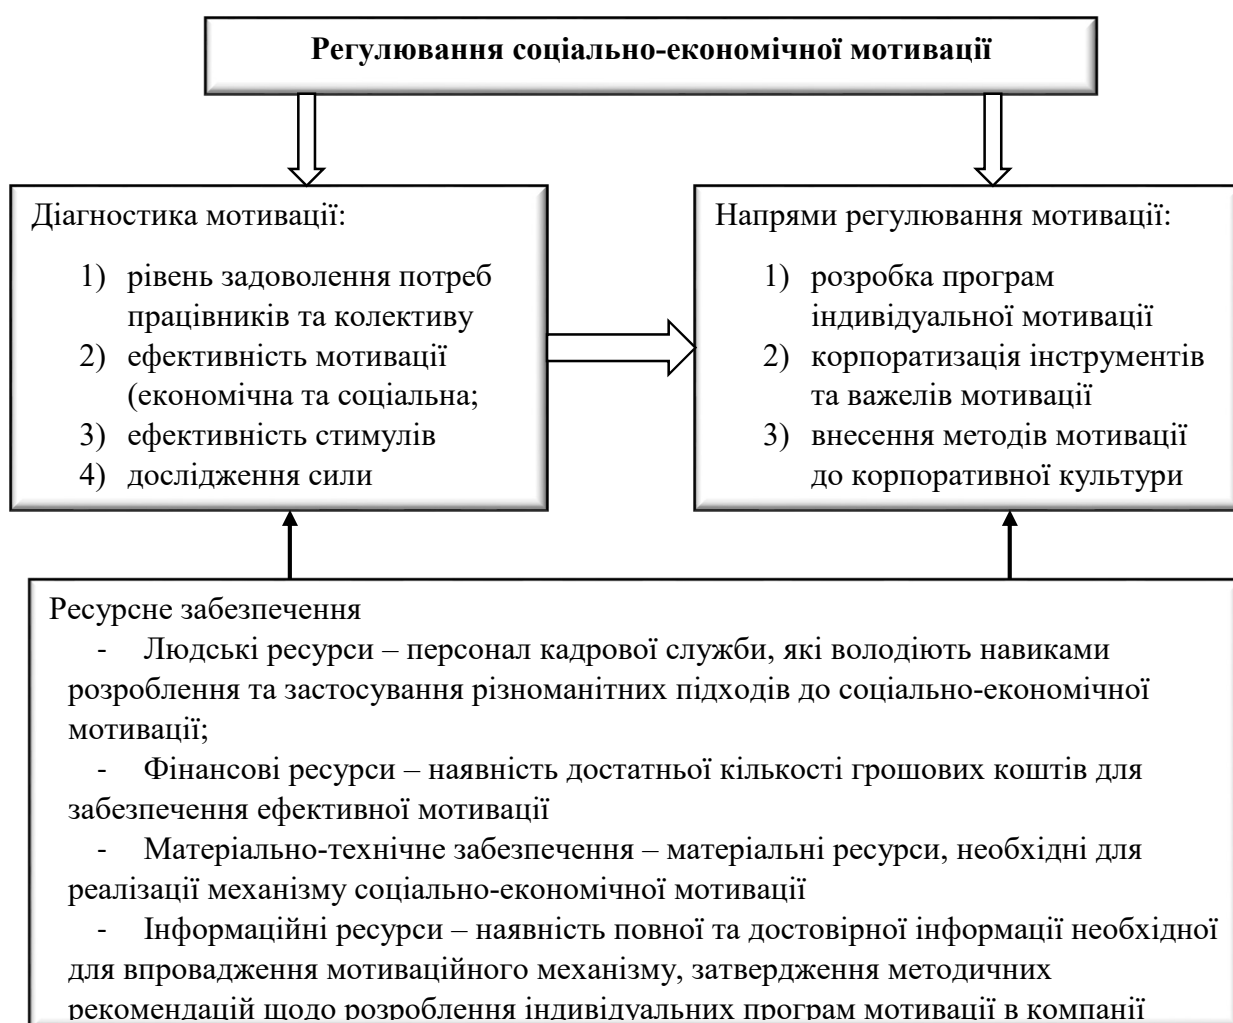 Регулювання соціально-економічної мотивації
Діагностика мотивації:
1) рівень задоволення потреб
працівників та колективу
2) ефективність мотивації
(економічна та соціальна;
3) ефективність стимулів
4) дослідження сили
Напрями регулювання мотивації:
1) розробка програм
індивідуальної мотивації
2) корпоратизація інструментів
та важелів мотивації
3) внесення методів мотивації
до корпоративної культури
Ресурсне забезпечення
- Людські ресурси – персонал кадрової служби, які володіють навиками
розроблення та застосування різноманітних підходів до соціально-економічної
мотивації;
- Фінансові ресурси – наявність достатньої кількості грошових коштів для
забезпечення ефективної мотивації
- Матеріально-технічне забезпечення – матеріальні ресурси, необхідні для
реалізації механізму соціально-економічної мотивації
- Інформаційні ресурси – наявність повної та достовірної інформації необхідної
для впровадження мотиваційного механізму, затвердження методичних
рекомендацій щодо розроблення індивідуальних програм мотивації в компанії